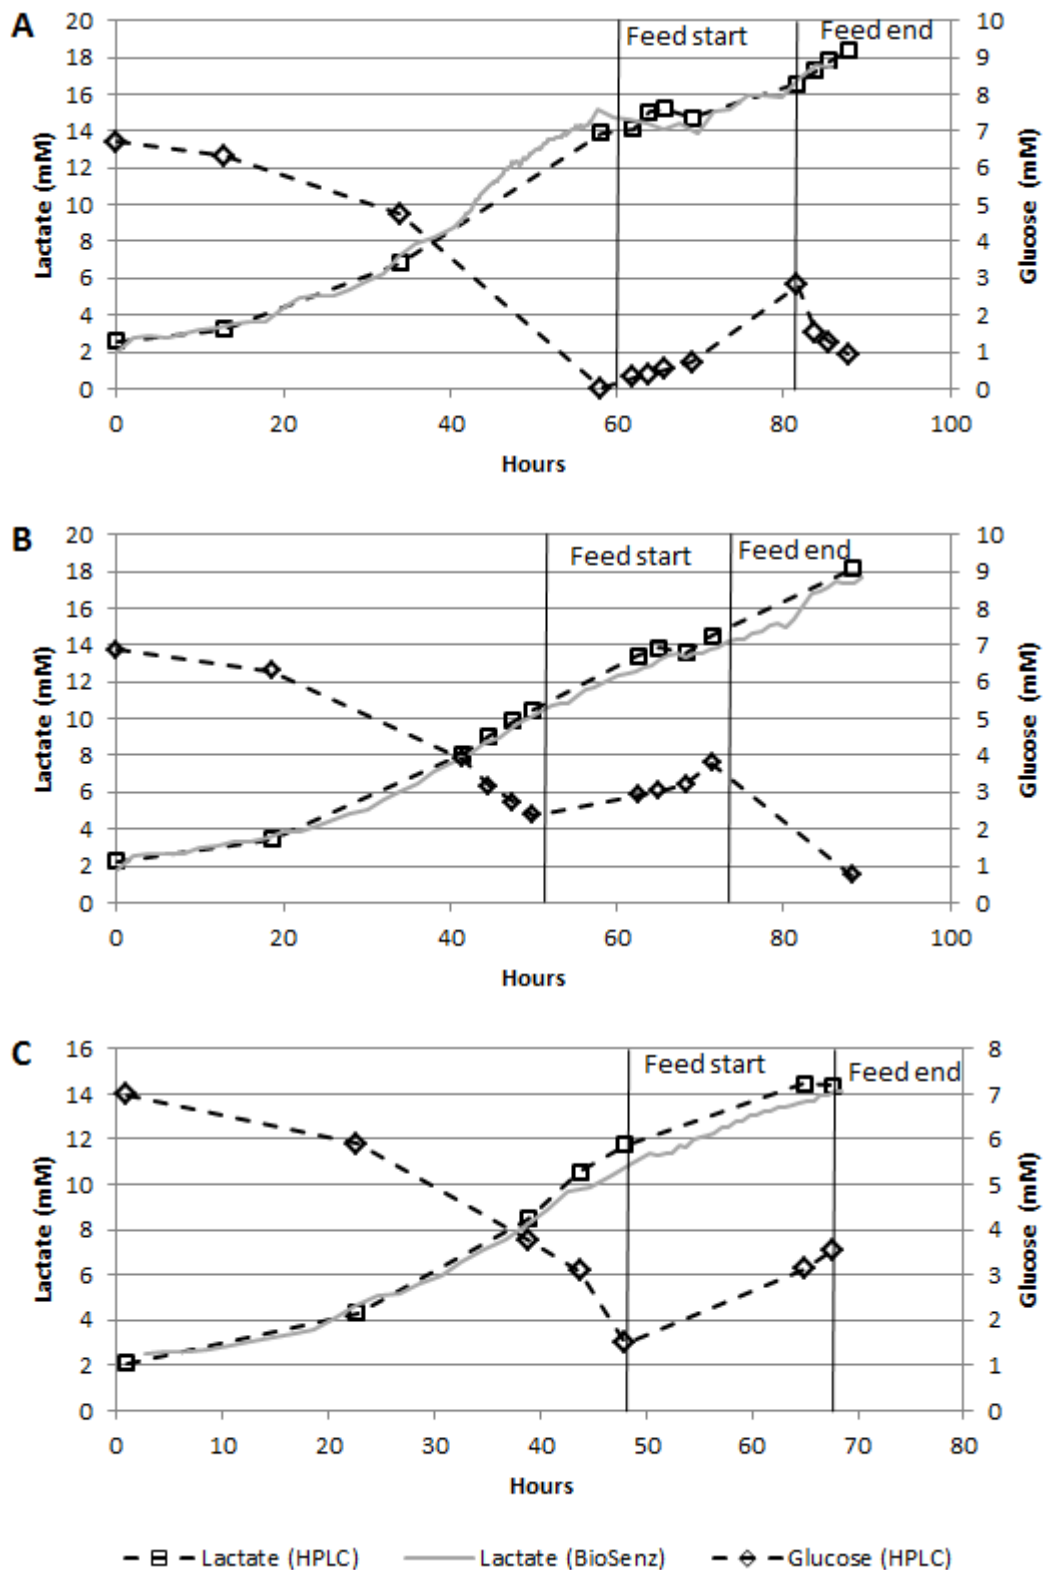 A
Feed start
Feed end
Lactate (mM)
Glucose (mM)
20
18
16
14
12
10
8
6
4
2
0
10
9
8
7
6
5
4
3
2
1
0
0 20 40 60 80 100
Hours
B
Feed start
Feed end
Lactate (mM)
Glucose (mM)
20
18
16
14
12
10
8
6
4
2
0
10
9
8
7
6
5
4
3
2
1
0
0 20 40 60 80 100
Hours
C
Feed start
Feed end
Lactate (mM)
Glucose (mM)
16
14
12
10
8
6
4
2
0
8
7
6
5
4
3
2
1
0
0 10 20 30 40 50 60 70 80
Hours
Lactate (HPLC) Lactate (BioSenz) Glucose (HPLC)